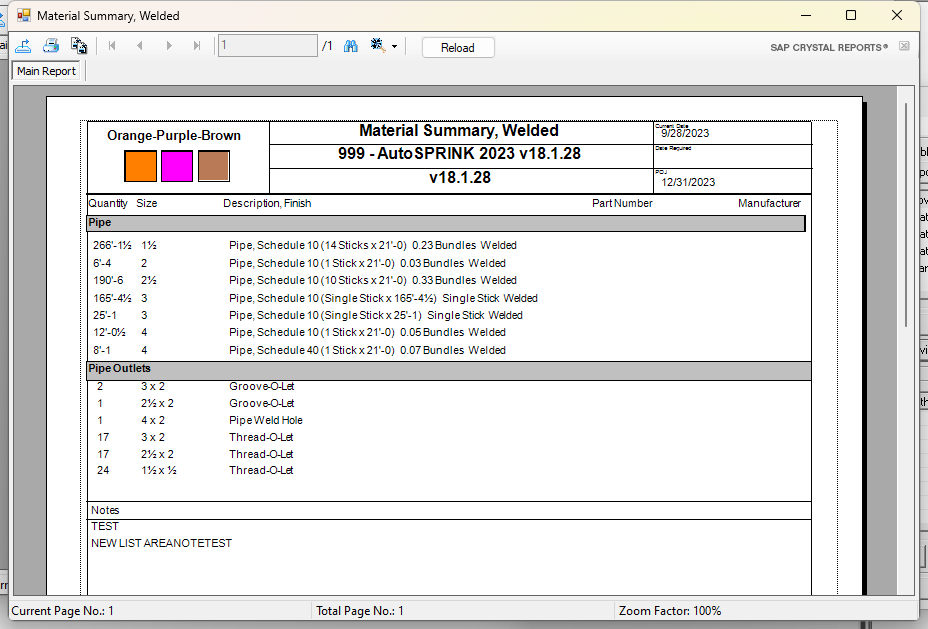 Material Summary, Welded
1 /1 Reload SAP CRYSTAL REPORTS®
Main Report
Orange-Purple-Brown
Material Summary, Welded
Current Date
9/28/2023
999 - AutoSPRINK 2023 v18.1.28
Date Required
v18.1.28
12/31/2023
Quantity Size Description, Finish Part Number Manufacturer
Pipe
266'-1½ 1½ Pipe, Schedule 10 (14 Sticks x 21'-0) 0.23 Bundles Welded
6'-4 2 Pipe, Schedule 10 (1 Stick x 21'-0) 0.03 Bundles Welded
190'-6 2½ Pipe, Schedule 10 (10 Sticks x 21'-0) 0.33 Bundles Welded
165'-4½ 3 Pipe, Schedule 10 (Single Stick x 165'-4½) Single Stick Welded
25'-1 3 Pipe, Schedule 10 (Single Stick x 25'-1) Single Stick Welded
12'-0½ 4 Pipe, Schedule 10 (1 Stick x 21'-0) 0.05 Bundles Welded
8'-1 4 Pipe, Schedule 40 (1 Stick x 21'-0) 0.07 Bundles Welded
Pipe Outlets
2 3 x 2 Groove-O-Let
1 2½ x 2 Groove-O-Let
1 4 x 2 Pipe Weld Hole
17 3 x 2 Thread-O-Let
17 2½ x 2 Thread-O-Let
24 1½ x ½ Thread-O-Let
Notes
TEST
NEW LIST AREANOTETEST
Current Page No.: 1 Total Page No.: 1 Zoom Factor: 100%